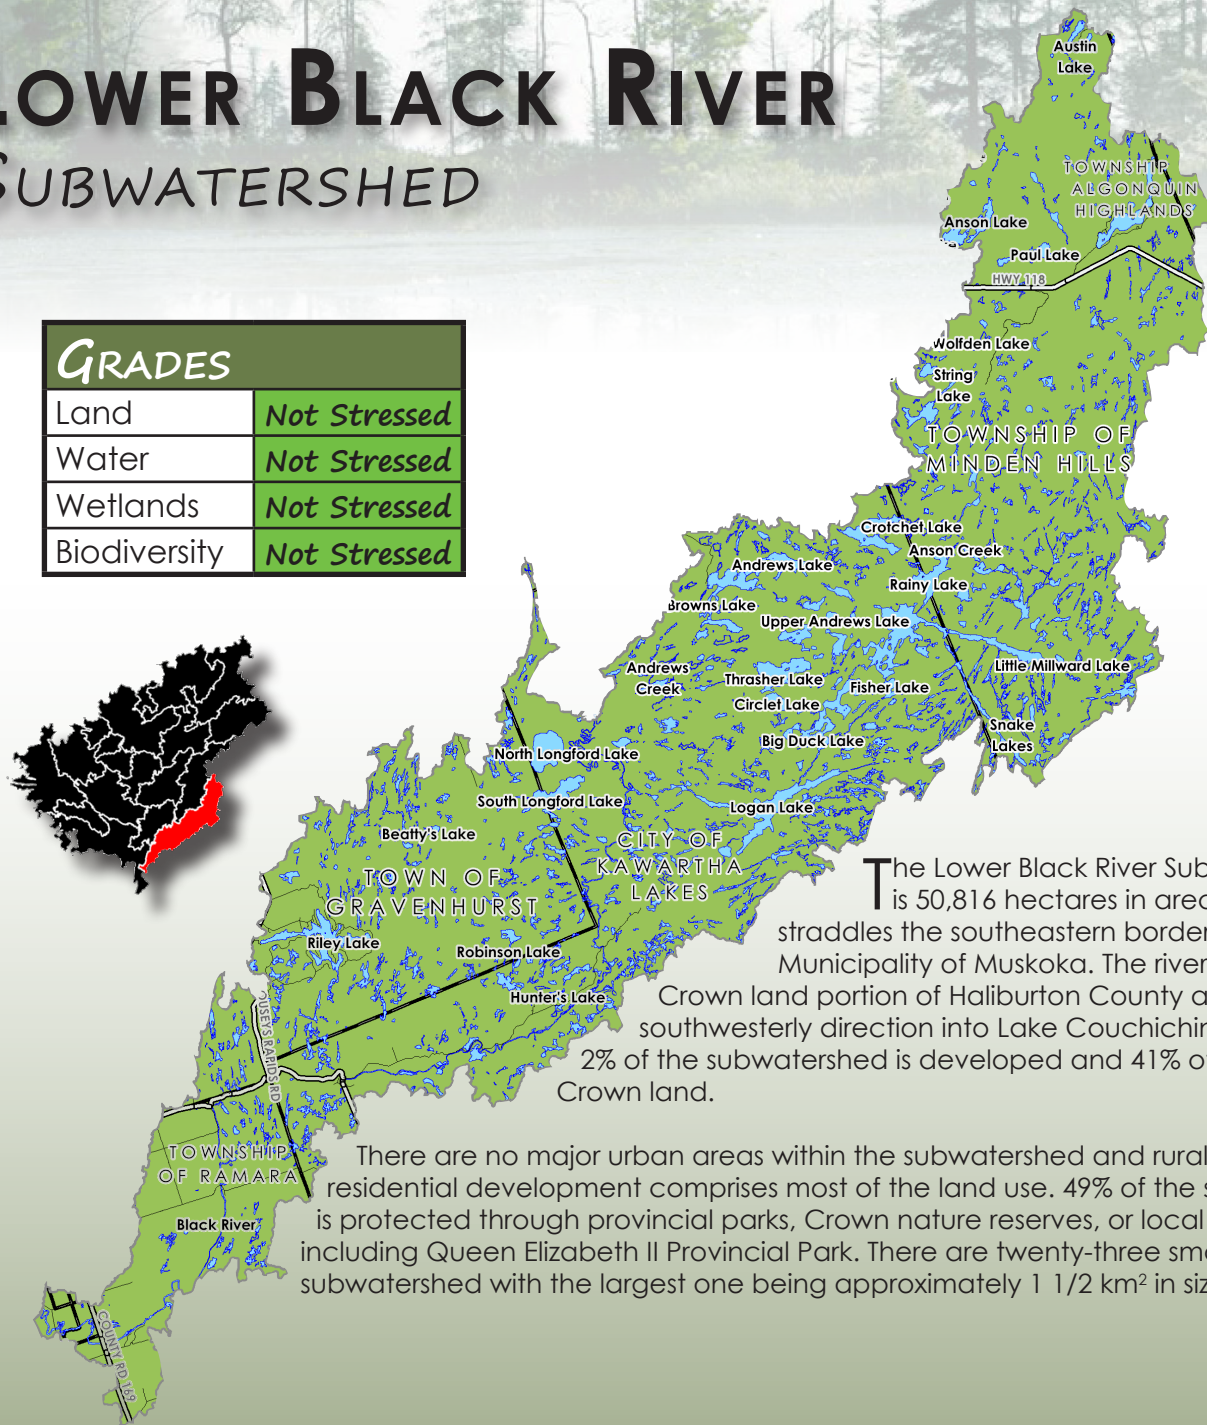 LOWER BLACK RIVER
SUBWATERSHED
GRADES
Land Not Stressed
Water Not Stressed
Wetlands Not Stressed
Biodiversity Not Stressed
Austin
Lake
TOWNSHIP
ALGONQUIN
HIGHLANDS
Anson Lake
Paul Lake
HWY 118
Wolfden Lake
String
Lake
TOWNSHIP OF
MINDEN HILLS
Crotchet Lake
Anson Creek
Andrews Lake
Rainy Lake
Browns Lake
Upper Andrews Lake
Andrews
Creek
Little Millward Lake
Thrasher Lake
Fisher Lake
Circlet Lake
Snake
Lakes
Big Duck Lake
North Longford Lake
South Longford Lake
Logan Lake
Beatty's Lake
CITY OF
KAWARTHA
LAKES
TOWN OF
GRAVENHURST
Riley Lake
Robinson Lake
Hunter's Lake
RAPIDS RD
TOWNSHIP
OF RAMARA
Black River
COUNTY RD 169
The Lower Black River Sub
is 50,816 hectares in area
straddles the southeastern border
Municipality of Muskoka. The river
Crown land portion of Haliburton County a
southwesterly direction into Lake Couchichin
2% of the subwatershed is developed and 41% o
Crown land.
There are no major urban areas within the subwatershed and rural
residential development comprises most of the land use. 49% of the s
is protected through provincial parks, Crown nature reserves, or local
including Queen Elizabeth II Provincial Park. There are twenty-three sm
subwatershed with the largest one being approximately 1 1/2 km² in siz